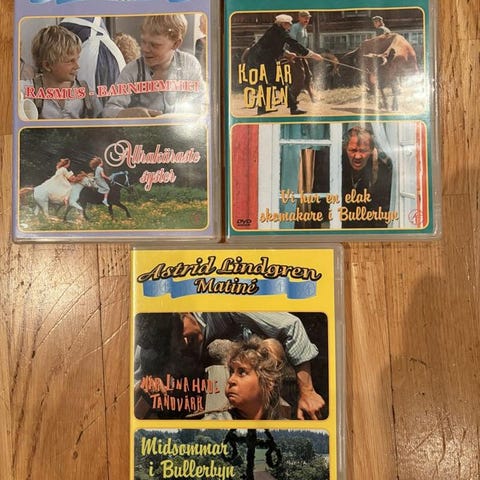 RASMUS - BARNHEMMET
Allrakäraste
syster
KOA ÄR
GALEN
Vi har en elak
skomakare i Bullerbyn
DVD
Astrid Lindgren
Matiné
NÄR LINA HADE
TANDVÄRK
Midsommar
i Bullerbyn